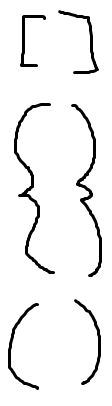 [ ]
{ }
( )